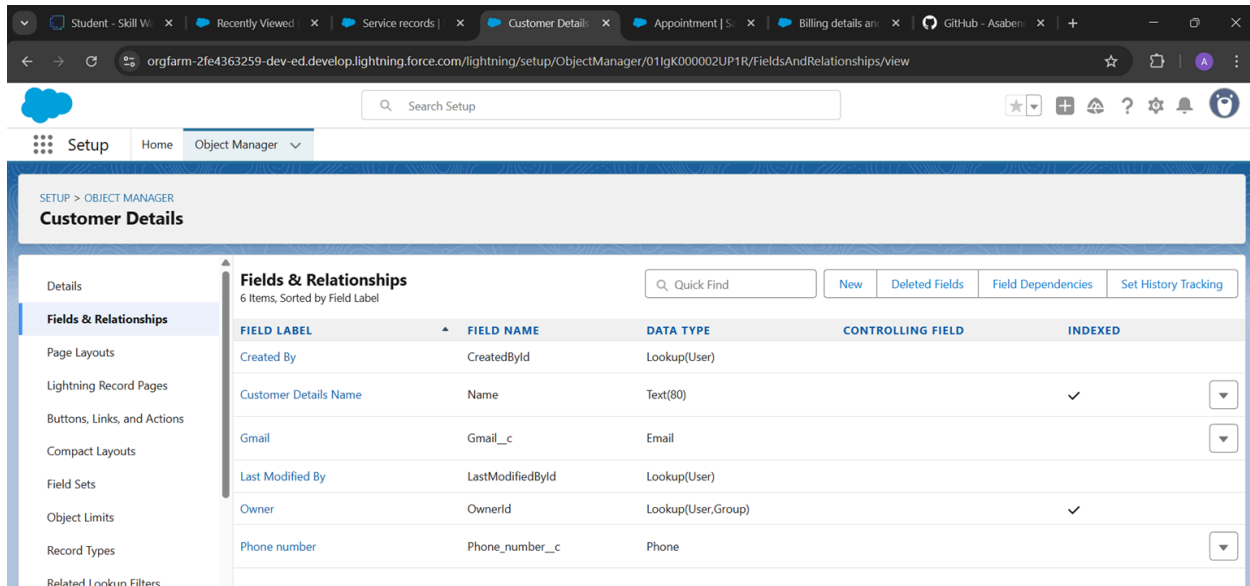 Student - Skill Wa
Recently Viewed
Service records | S
Customer Details
Appointment | Sa
Billing details and
GitHub - Asabene
orgfarm-2fe4363259-dev-ed.develop.lightning.force.com/lightning/setup/ObjectManager/01IgK000002UP1R/FieldsAndRelationships/view
A
Search Setup
Setup
Home
Object Manager
SETUP > OBJECT MANAGER
Customer Details
Details
Fields & Relationships
Page Layouts
Lightning Record Pages
Buttons, Links, and Actions
Compact Layouts
Field Sets
Object Limits
Record Types
Related Lookup Filters
Fields & Relationships
6 Items, Sorted by Field Label
Quick Find
New
Deleted Fields
Field Dependencies
Set History Tracking
FIELD LABEL FIELD NAME DATA TYPE CONTROLLING FIELD INDEXED
Created By CreatedById Lookup(User)
Customer Details Name Name Text(80)
Gmail Gmail__c Email
Last Modified By LastModifiedById Lookup(User)
Owner OwnerId Lookup(User,Group)
Phone number Phone_number__c Phone